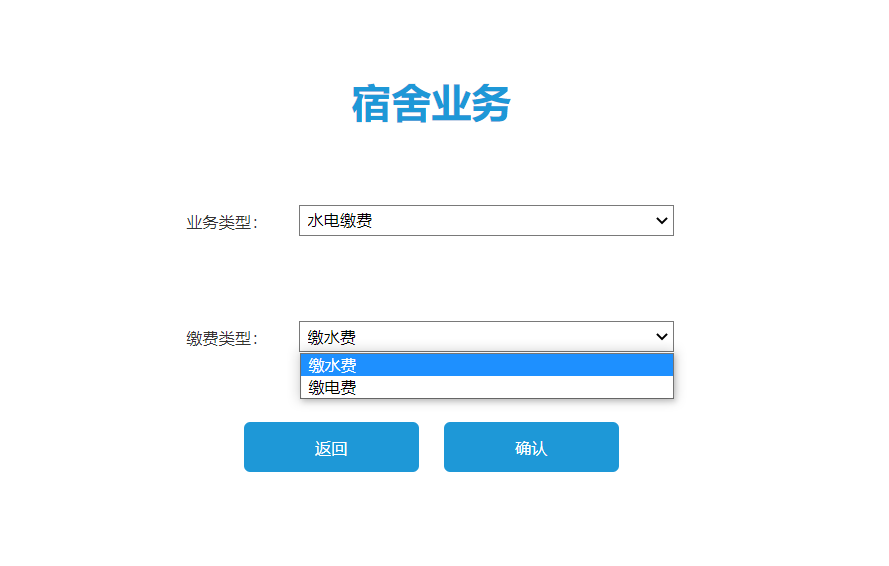 宿舍业务
业务类型： 水电缴费
缴费类型： 缴水费
缴水费
缴电费
返回 确认